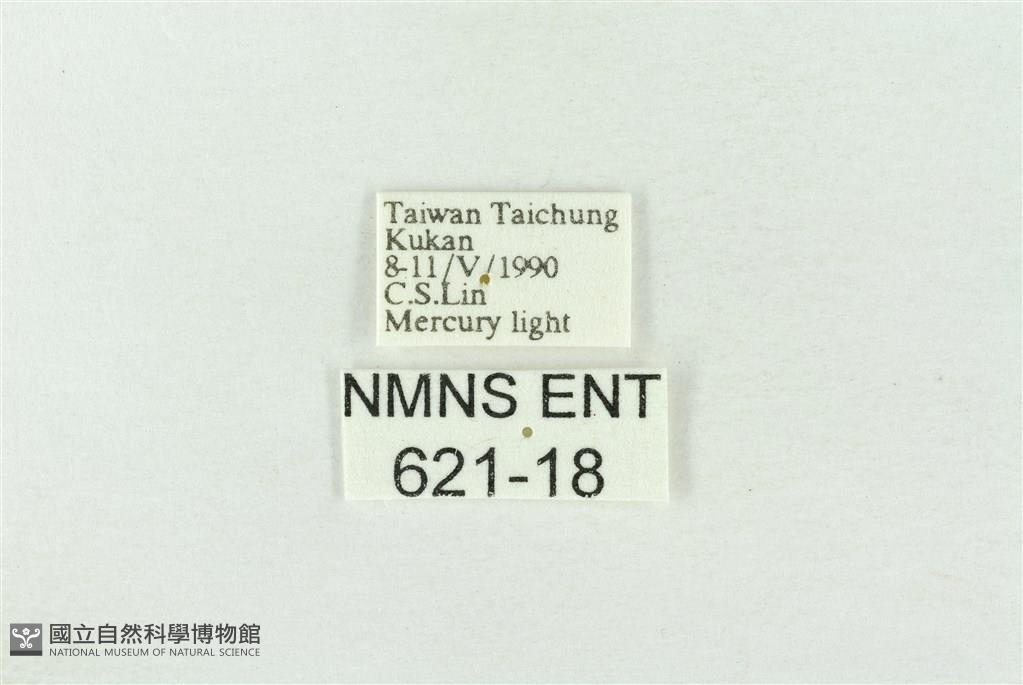 Taiwan Taichung
Kukan
8-11/V/1990
C.S.Lin
Mercury light
NMNS ENT
621-18
國立自然科學博物館
NATIONAL MUSEUM OF NATURAL SCIENCE